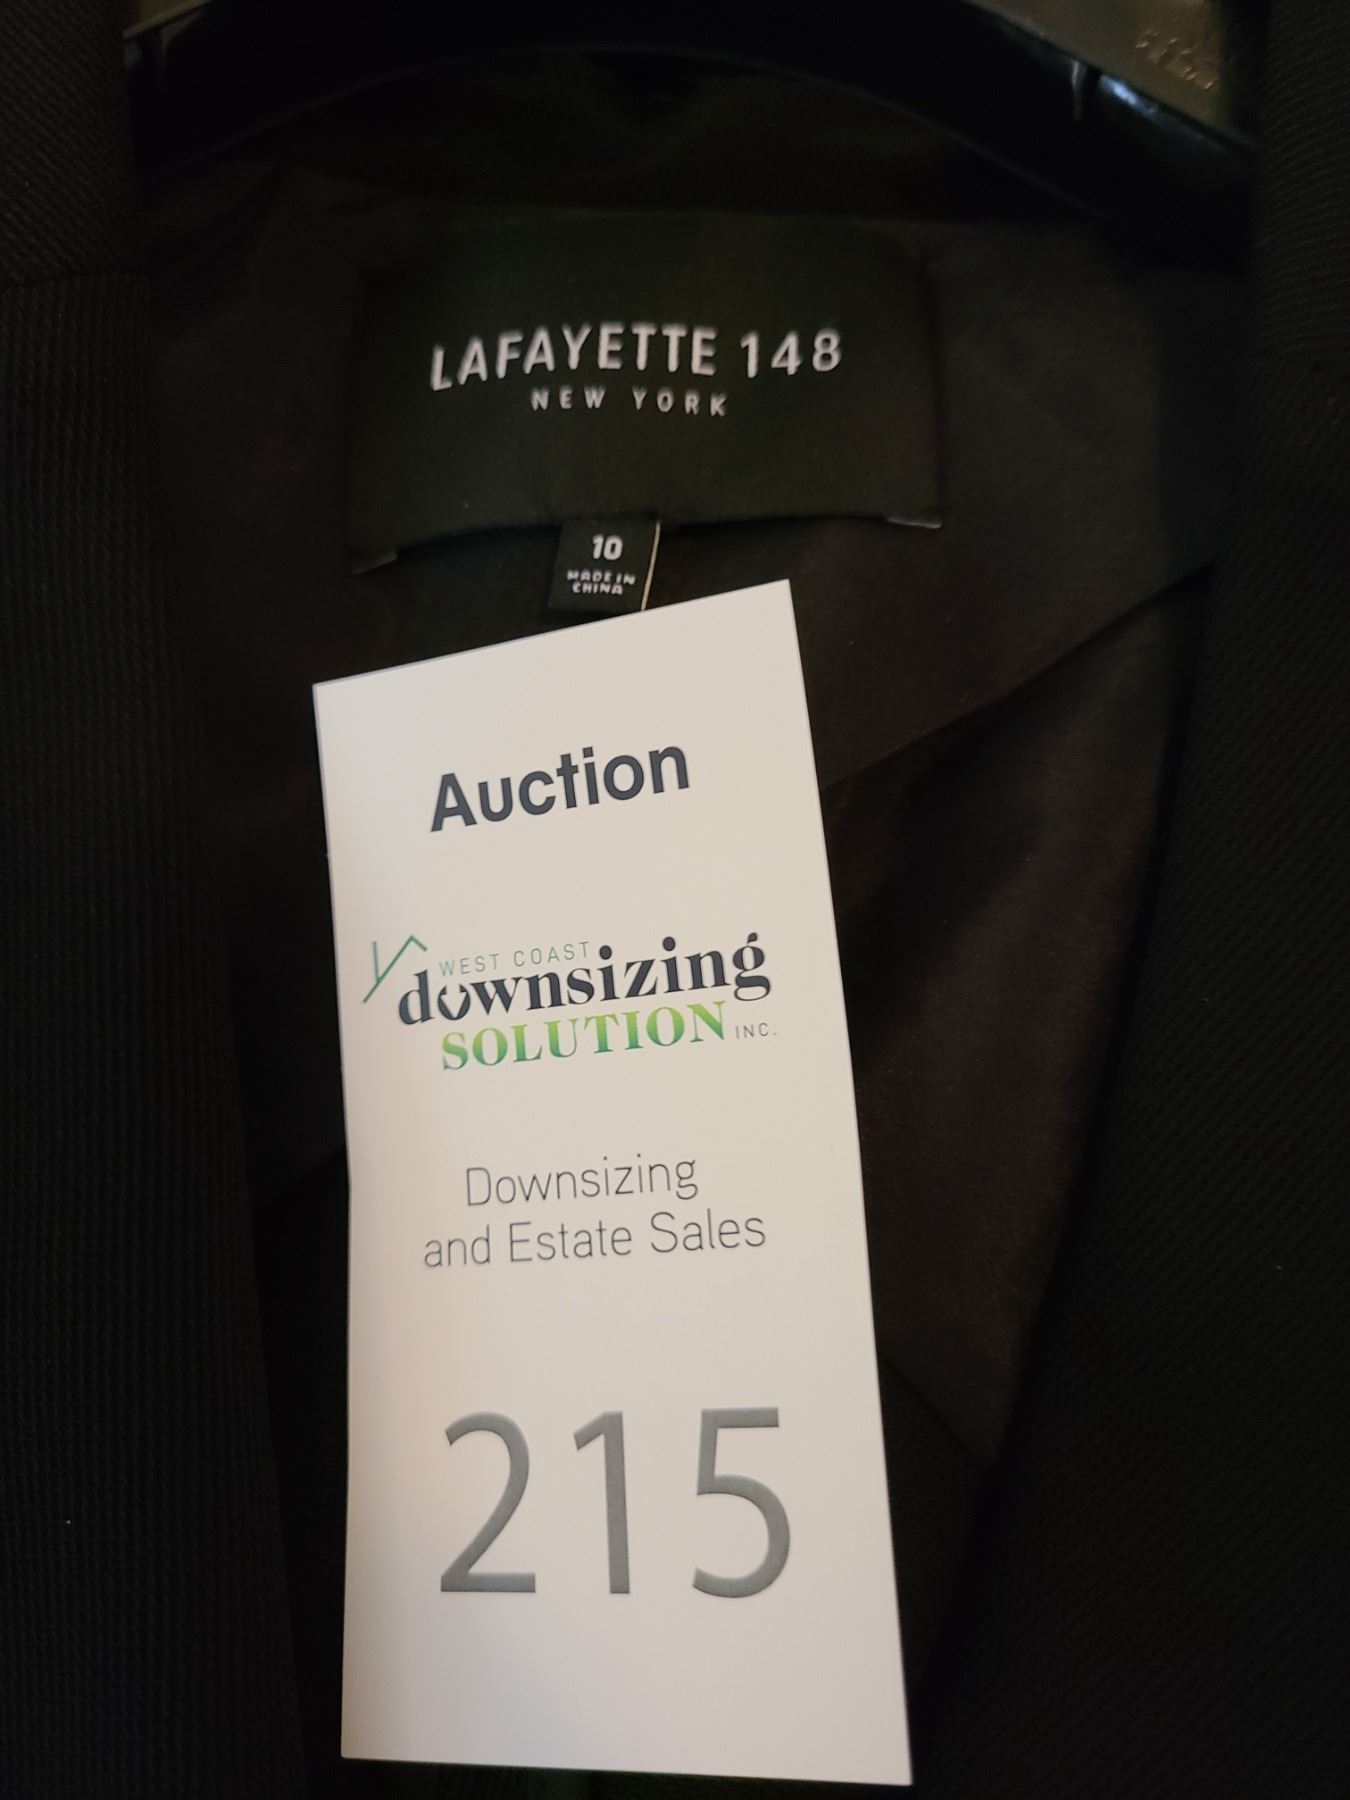 LAFAYETTE 148
NEW YORK
10
MADE IN
CHINA
Auction
WEST COAST
downsizing
SOLUTION INC.
Downsizing
and Estate Sales
215